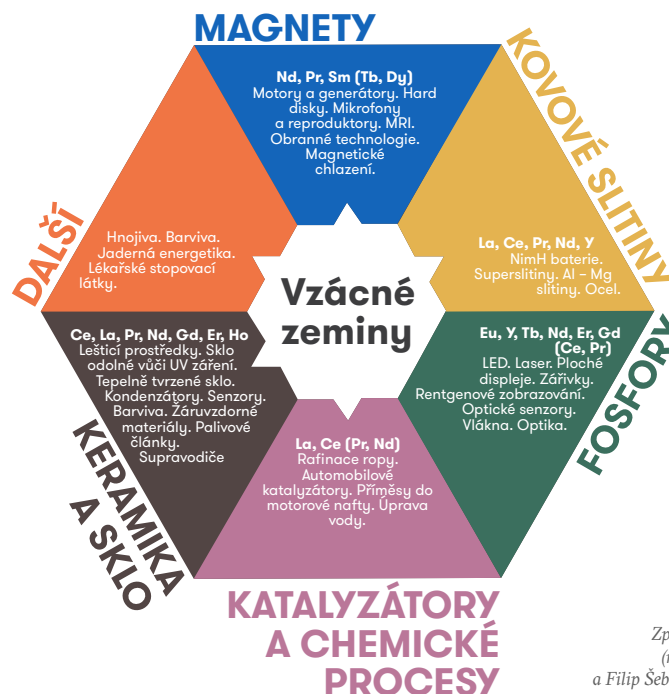 MAGNETY
Nd, Pr, Sm (Tb, Dy)
Motory a generátory. Hard
disky. Mikrofony
a reproduktory. MRI.
Obranné technologie.
Magnetické
chlazení.
KOVOVÉ SLITINY
La, Ce, Pr, Nd, Y
NimH baterie.
Superslitiny. Al – Mg
slitiny. Ocel.
DALŠÍ
Hnojiva. Barviva.
Jaderná energetika.
Lékařské stopovací
látky.
Vzácné
zeminy
Ce, La, Pr, Nd, Gd, Er, Ho
Lešticí prostředky. Sklo
odolné vůči UV záření.
Tepelně tvrzené sklo.
Kondenzátory. Senzory.
Barviva. Žáruvzdorné
materiály. Palivové
články.
Supravodiče
KERAMIKA
A SKLO
Eu, Y, Tb, Nd, Er, Gd
(Ce, Pr)
LED. Laser. Ploché
displeje. Zářivky.
Rentgenové zobrazování.
Optické senzory.
Vlákna. Optika.
FOSFORY
La, Ce (Pr, Nd)
Rafinace ropy.
Automobilové
katalyzátory. Příměsy do
motorové nafty. Úprava
vody.
KATALYZÁTORY
A CHEMICKÉ
PROCESY
a Filip